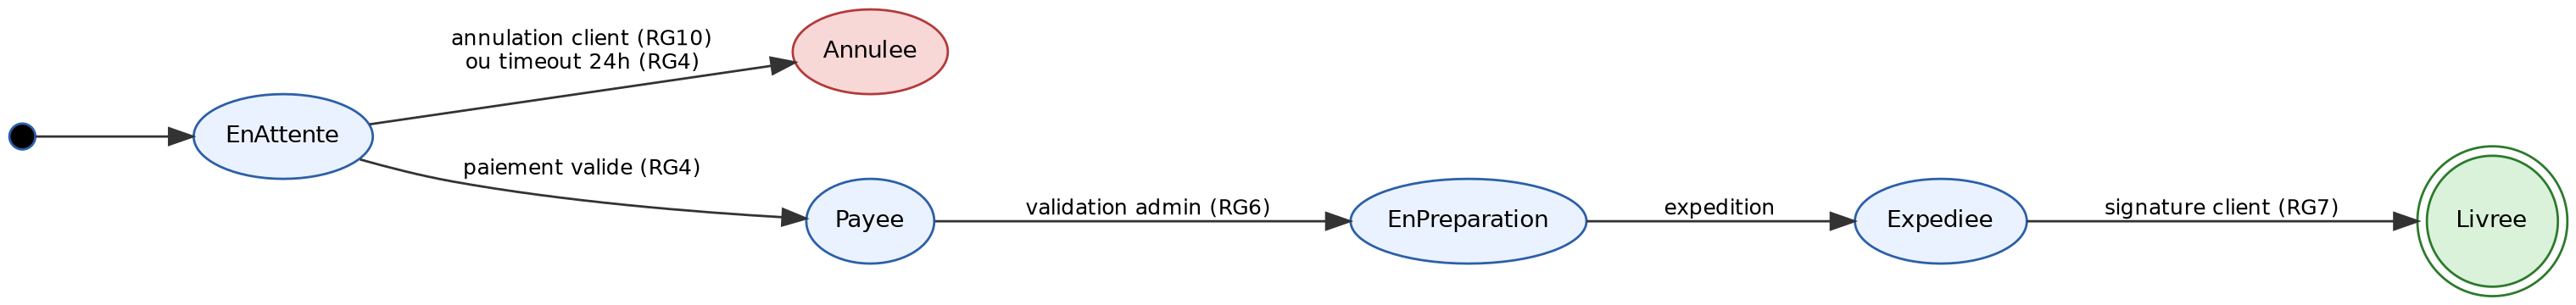 annulation client (RG10)
ou timeout 24h (RG4)
Annulee
EnAttente
paiement valide (RG4)
Payee
validation admin (RG6)
EnPreparation
expedition
Expediee
signature client (RG7)
Livree